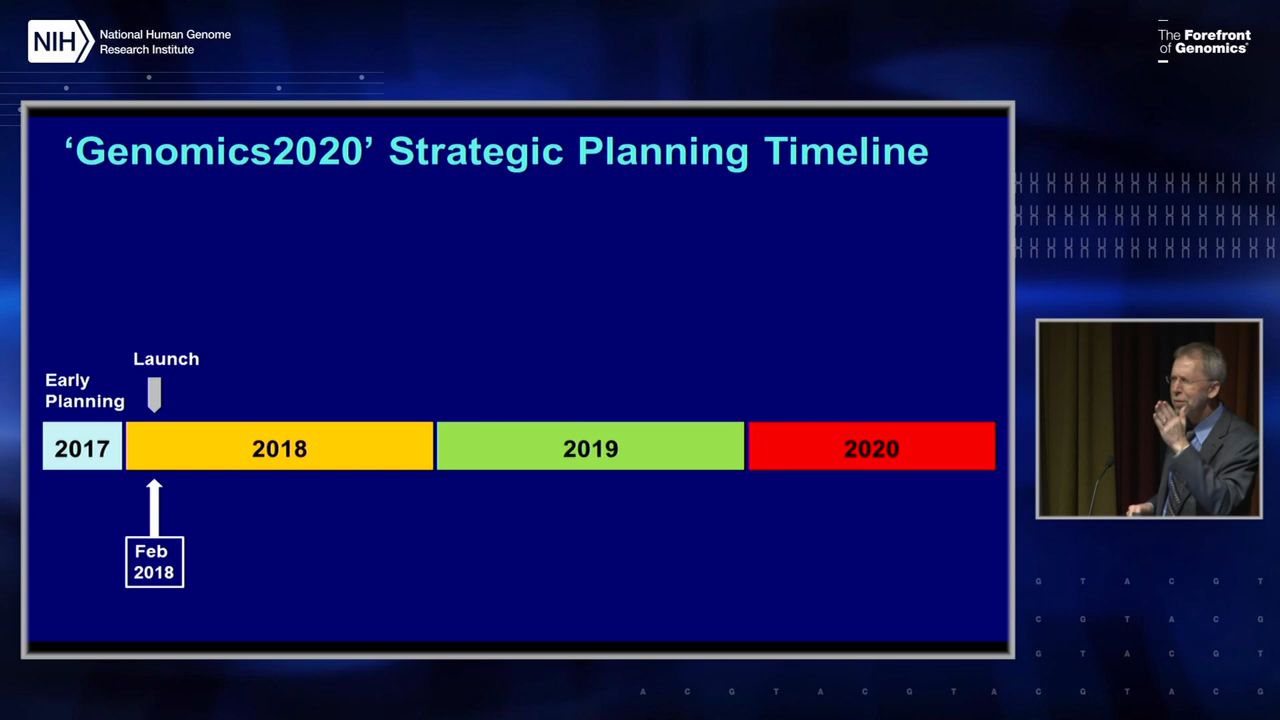 NIH
National Human Genome
Research Institute
The Forefront
of Genomics®
‘Genomics2020’ Strategic Planning Timeline
Launch
Early
Planning
2017
2018
2019
2020
Feb
2018
G T A C G T
C G T A C G
G T A C G T
A C G T A C G T A C G T A C G